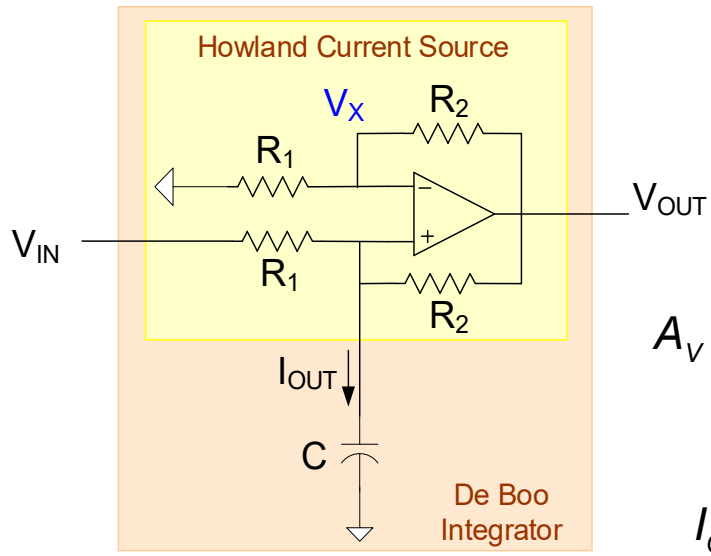 Howland Current Source
VX
R2
R1
−
VOUT
VIN
+
R1
R2
AV
IOUT
C
De Boo
Integrator